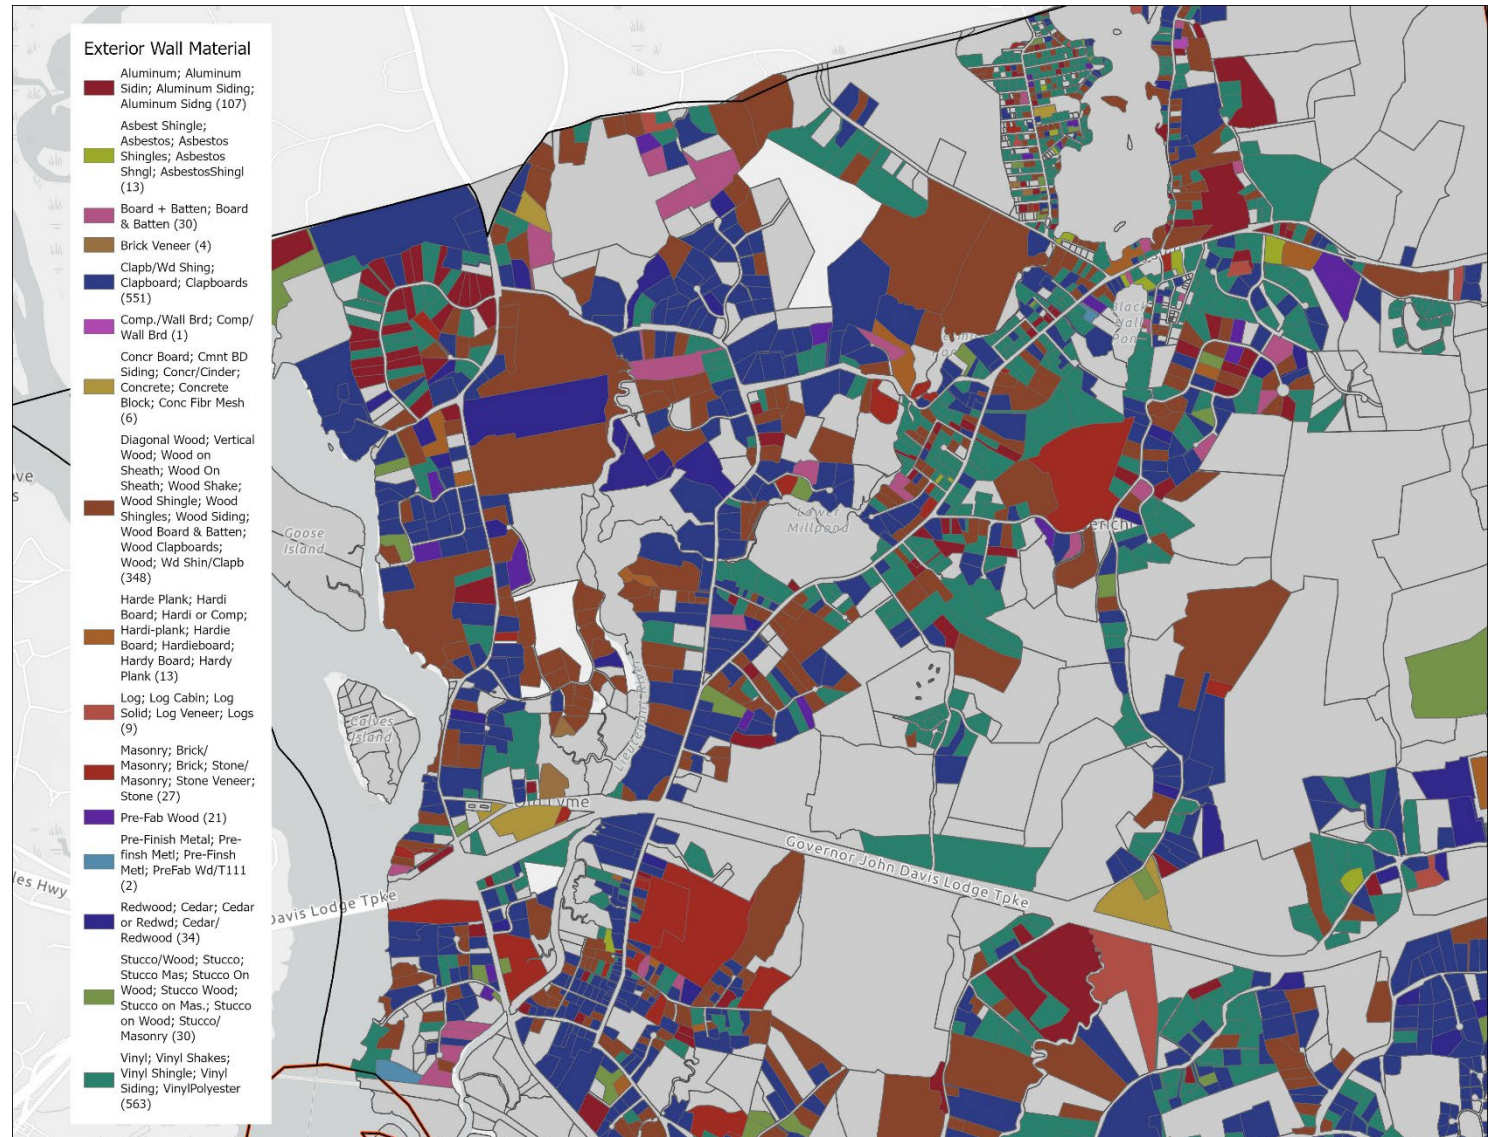 Exterior Wall Material
Aluminum; Aluminum
Sidin; Aluminum Siding;
Aluminum Sidng (107)
Asbest Shingle;
Asbestos; Asbestos
Shingles; Asbestos
Shngl; AsbestosShingl
(13)
Board + Batten; Board
& Batten (30)
Brick Veneer (4)
Clapb/Wd Shing;
Clapboard; Clapboards
(551)
Comp./Wall Brd; Comp/
Wall Brd (1)
Concr Board; Cmnt BD
Siding; Concr/Cinder;
Concrete; Concrete
Block; Conc Fibr Mesh
(6)
Diagonal Wood; Vertical
Wood; Wood on
Sheath; Wood On
Sheath; Wood Shake;
Wood Shingle; Wood
Shingles; Wood Siding;
Wood Board & Batten;
Wood Clapboards;
Wood; Wd Shin/Clapb
(348)
Harde Plank; Hardi
Board; Hardi or Comp;
Hardi-plank; Hardie
Board; Hardieboard;
Hardy Board; Hardy
Plank (13)
Log; Log Cabin; Log
Solid; Log Veneer; Logs
(9)
Masonry; Brick/
Masonry; Brick; Stone/
Masonry; Stone Veneer;
Stone (27)
Pre-Fab Wood (21)
Pre-Finish Metal; Pre-
finsh Metl; Pre-Finsh
Metl; PreFab Wd/T111
(2)
Redwood; Cedar; Cedar
or Redwd; Cedar/
Redwood (34)
Stucco/Wood; Stucco;
Stucco Mas; Stucco On
Wood; Stucco Wood;
Stucco on Mas.; Stucco
on Wood; Stucco/
Masonry (30)
Vinyl; Vinyl Shakes;
Vinyl Shingle; Vinyl
Siding; VinylPolyester
(563)
Black
Hall
Pon
Goose
Island
Lower
Millpond
Calves
Island
Lieutenant River
Lyme
Governor John Davis Lodge Tpke
Davis Lodge Tpke
les Hwy